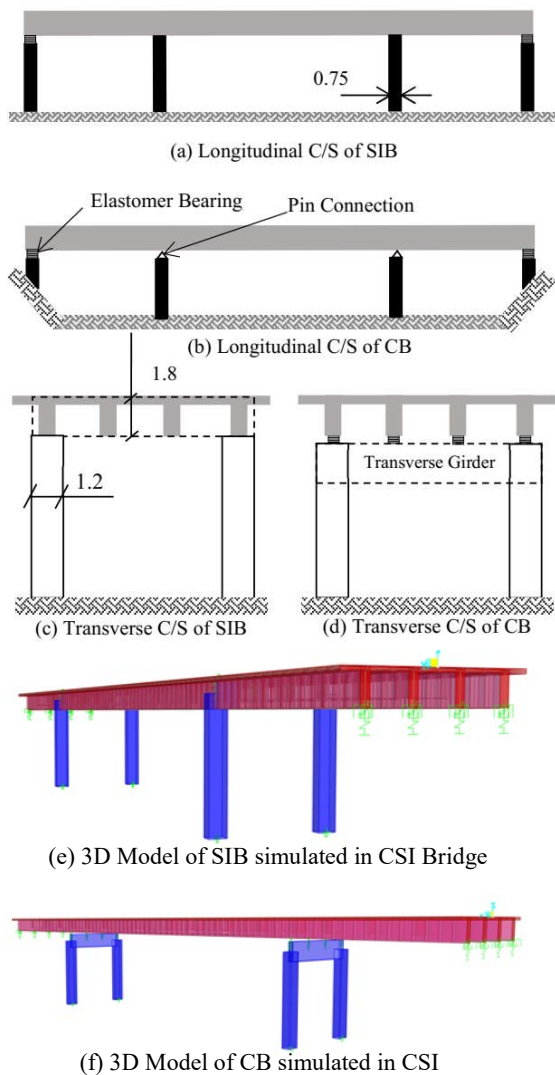 0.75
(a) Longitudinal C/S of SIB
Elastomer Bearing
Pin Connection
(b) Longitudinal C/S of CB
1.8
Transverse Girder
1.2
(c) Transverse C/S of SIB
(d) Transverse C/S of CB
(e) 3D Model of SIB simulated in CSI Bridge
(f) 3D Model of CB simulated in CSI